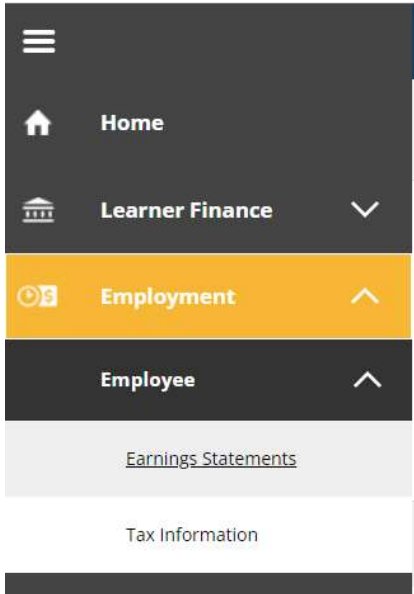 Home
Learner Finance
Employment
Employee
Earnings Statements
Tax Information